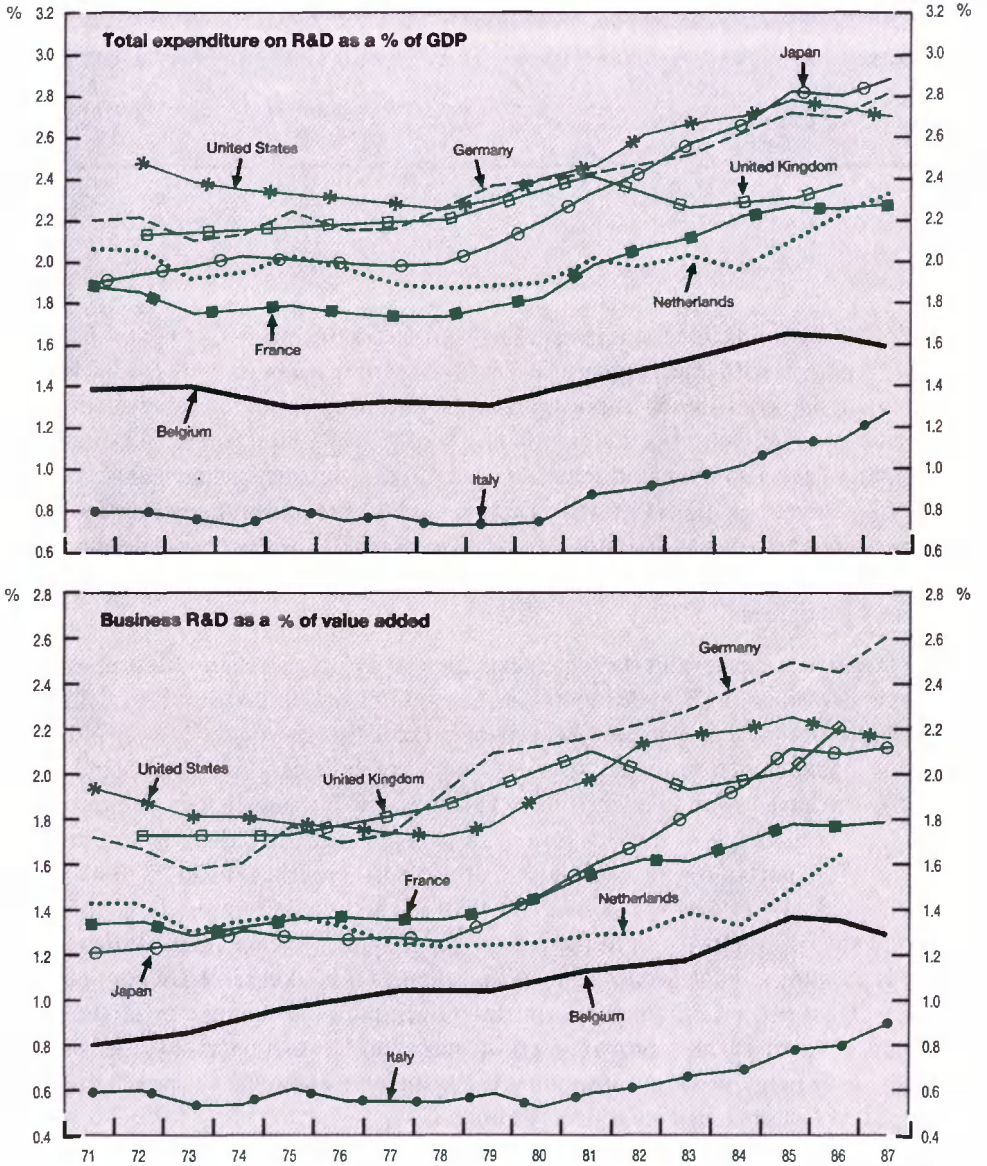 % 3.2 3.2 %
Total expenditure on R&D as a % of GDP
3.0 3.0
Japan
2.8 2.8
2.6 2.6
United States Germany
United Kingdom
2.4 2.4
2.2 2.2
2.0 2.0
Netherlands
1.8 1.8
France
1.6 1.6
1.4 1.4
Belgium
1.2 1.2
1.0 1.0
Italy
0.8 0.8
0.6 0.6
% 2.8 2.8 %
Business R&D as a % of value added
2.6 2.6
Germany
2.4 2.4
2.2 2.2
United States United Kingdom
2.0 2.0
1.8 1.8
1.6 1.6
France
Netherlands
1.4 1.4
1.2 1.2
Japan
1.0 1.0
Belgium
0.8 0.8
Italy
0.6 0.6
0.4 0.4
71 72 73 74 75 76 77 78 79 80 81 82 83 84 85 86 87